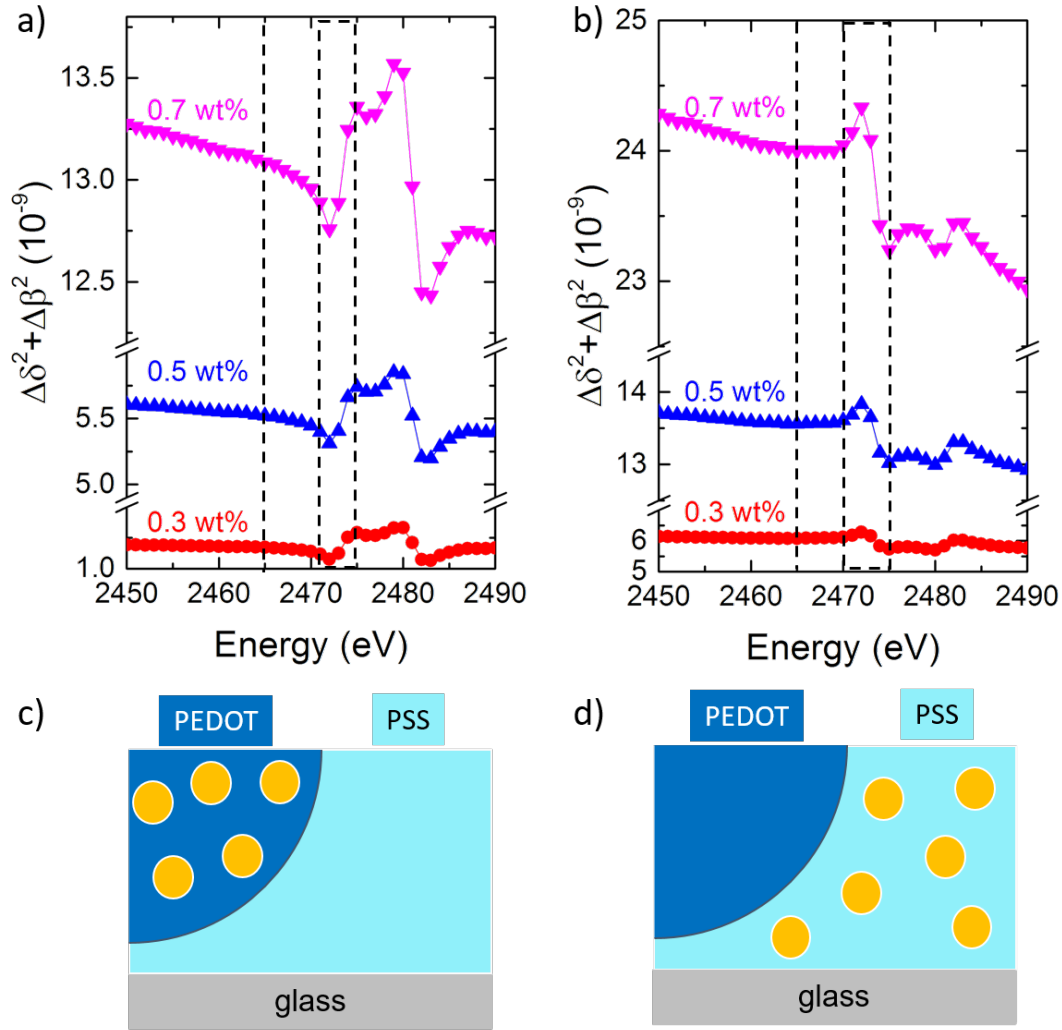 a)
Δδ²+Δβ² (10⁻⁹)
13.5
13.0
12.5
5.5
5.0
1.0
0.7 wt%
0.5 wt%
0.3 wt%
2450 2460 2470 2480 2490
Energy (eV)
b)
Δδ²+Δβ² (10⁻⁹)
25
24
23
14
13
6
5
0.7 wt%
0.5 wt%
0.3 wt%
2450 2460 2470 2480 2490
Energy (eV)
c)
PEDOT PSS
glass
d)
PEDOT PSS
glass